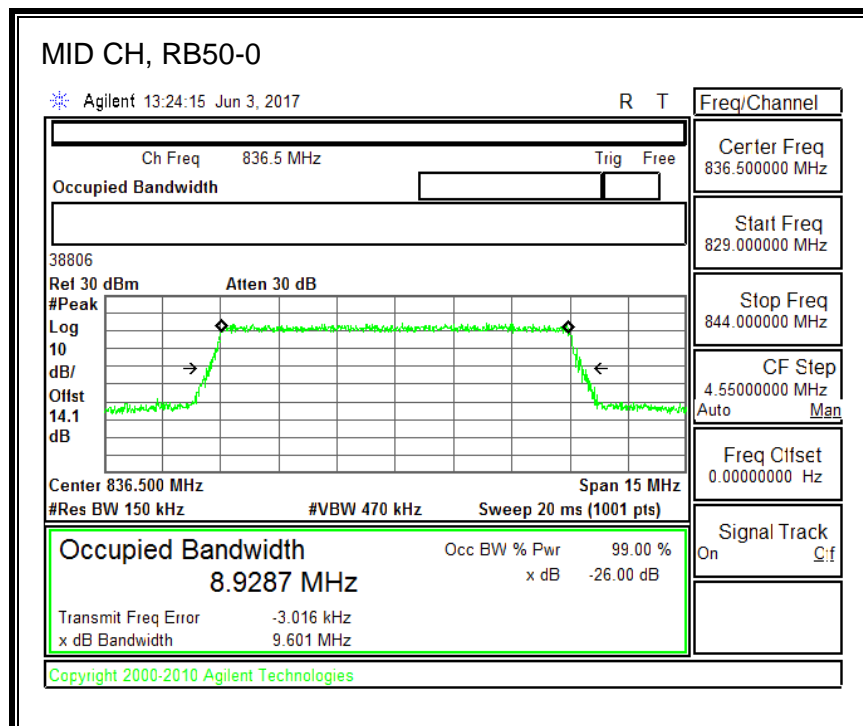 MID CH, RB50-0
Agilent 13:24:15 Jun 3, 2017 R T
Freq/Channel
Ch Freq 836.5 MHz Trig Free
Occupied Bandwidth
Center Freq
836.500000 MHz
Start Freq
829.000000 MHz
Stop Freq
844.000000 MHz
CF Step
4.55000000 MHz
Auto Man
Freq Offset
0.00000000 Hz
Signal Track
On Off
38806
Ref 30 dBm Atten 30 dB
#Peak
Log
10
dB/
Offst
14.1
dB
Center 836.500 MHz Span 15 MHz
#Res BW 150 kHz #VBW 470 kHz Sweep 20 ms (1001 pts)
Occupied Bandwidth Occ BW % Pwr 99.00 %
8.9287 MHz x dB -26.00 dB
Transmit Freq Error -3.016 kHz
x dB Bandwidth 9.601 MHz
Copyright 2000-2010 Agilent Technologies